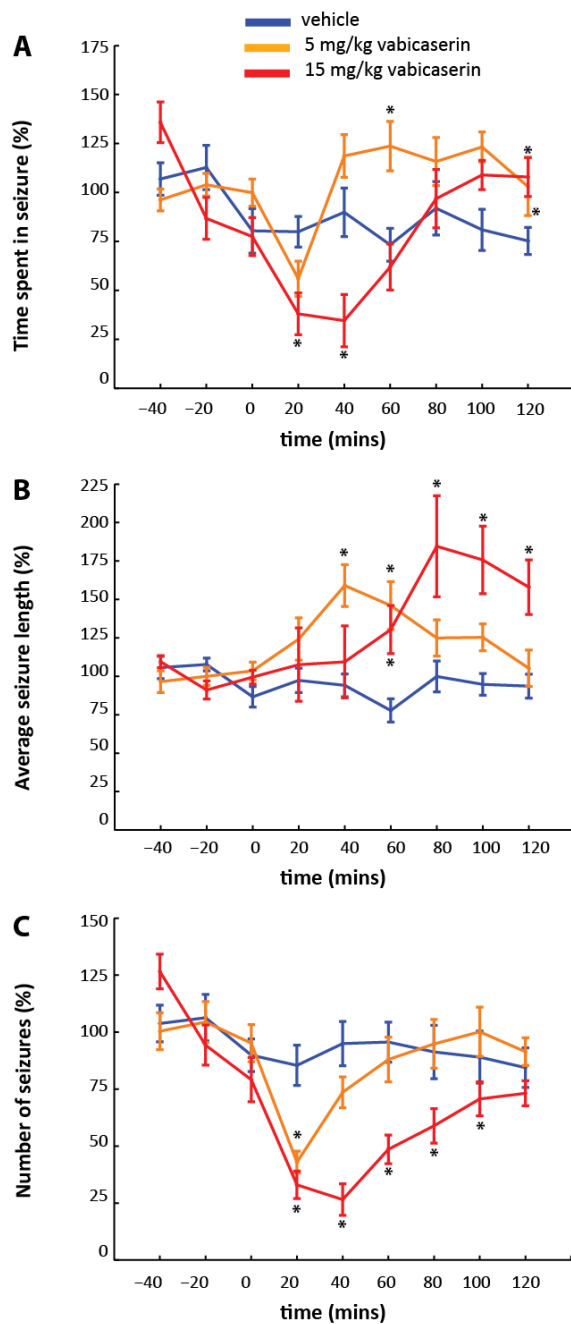 vehicle
5 mg/kg vabicaserin
15 mg/kg vabicaserin
A
Time spent in seizure (%)
175
150
125
100
75
50
25
0
* * * * *
−40 −20 0 20 40 60 80 100 120
time (mins)
B
Average seizure length (%)
225
200
175
150
125
100
75
50
25
0
* * * * * *
−40 −20 0 20 40 60 80 100 120
time (mins)
C
Number of seizures (%)
150
125
100
75
50
25
0
* * * * * *
−40 −20 0 20 40 60 80 100 120
time (mins)